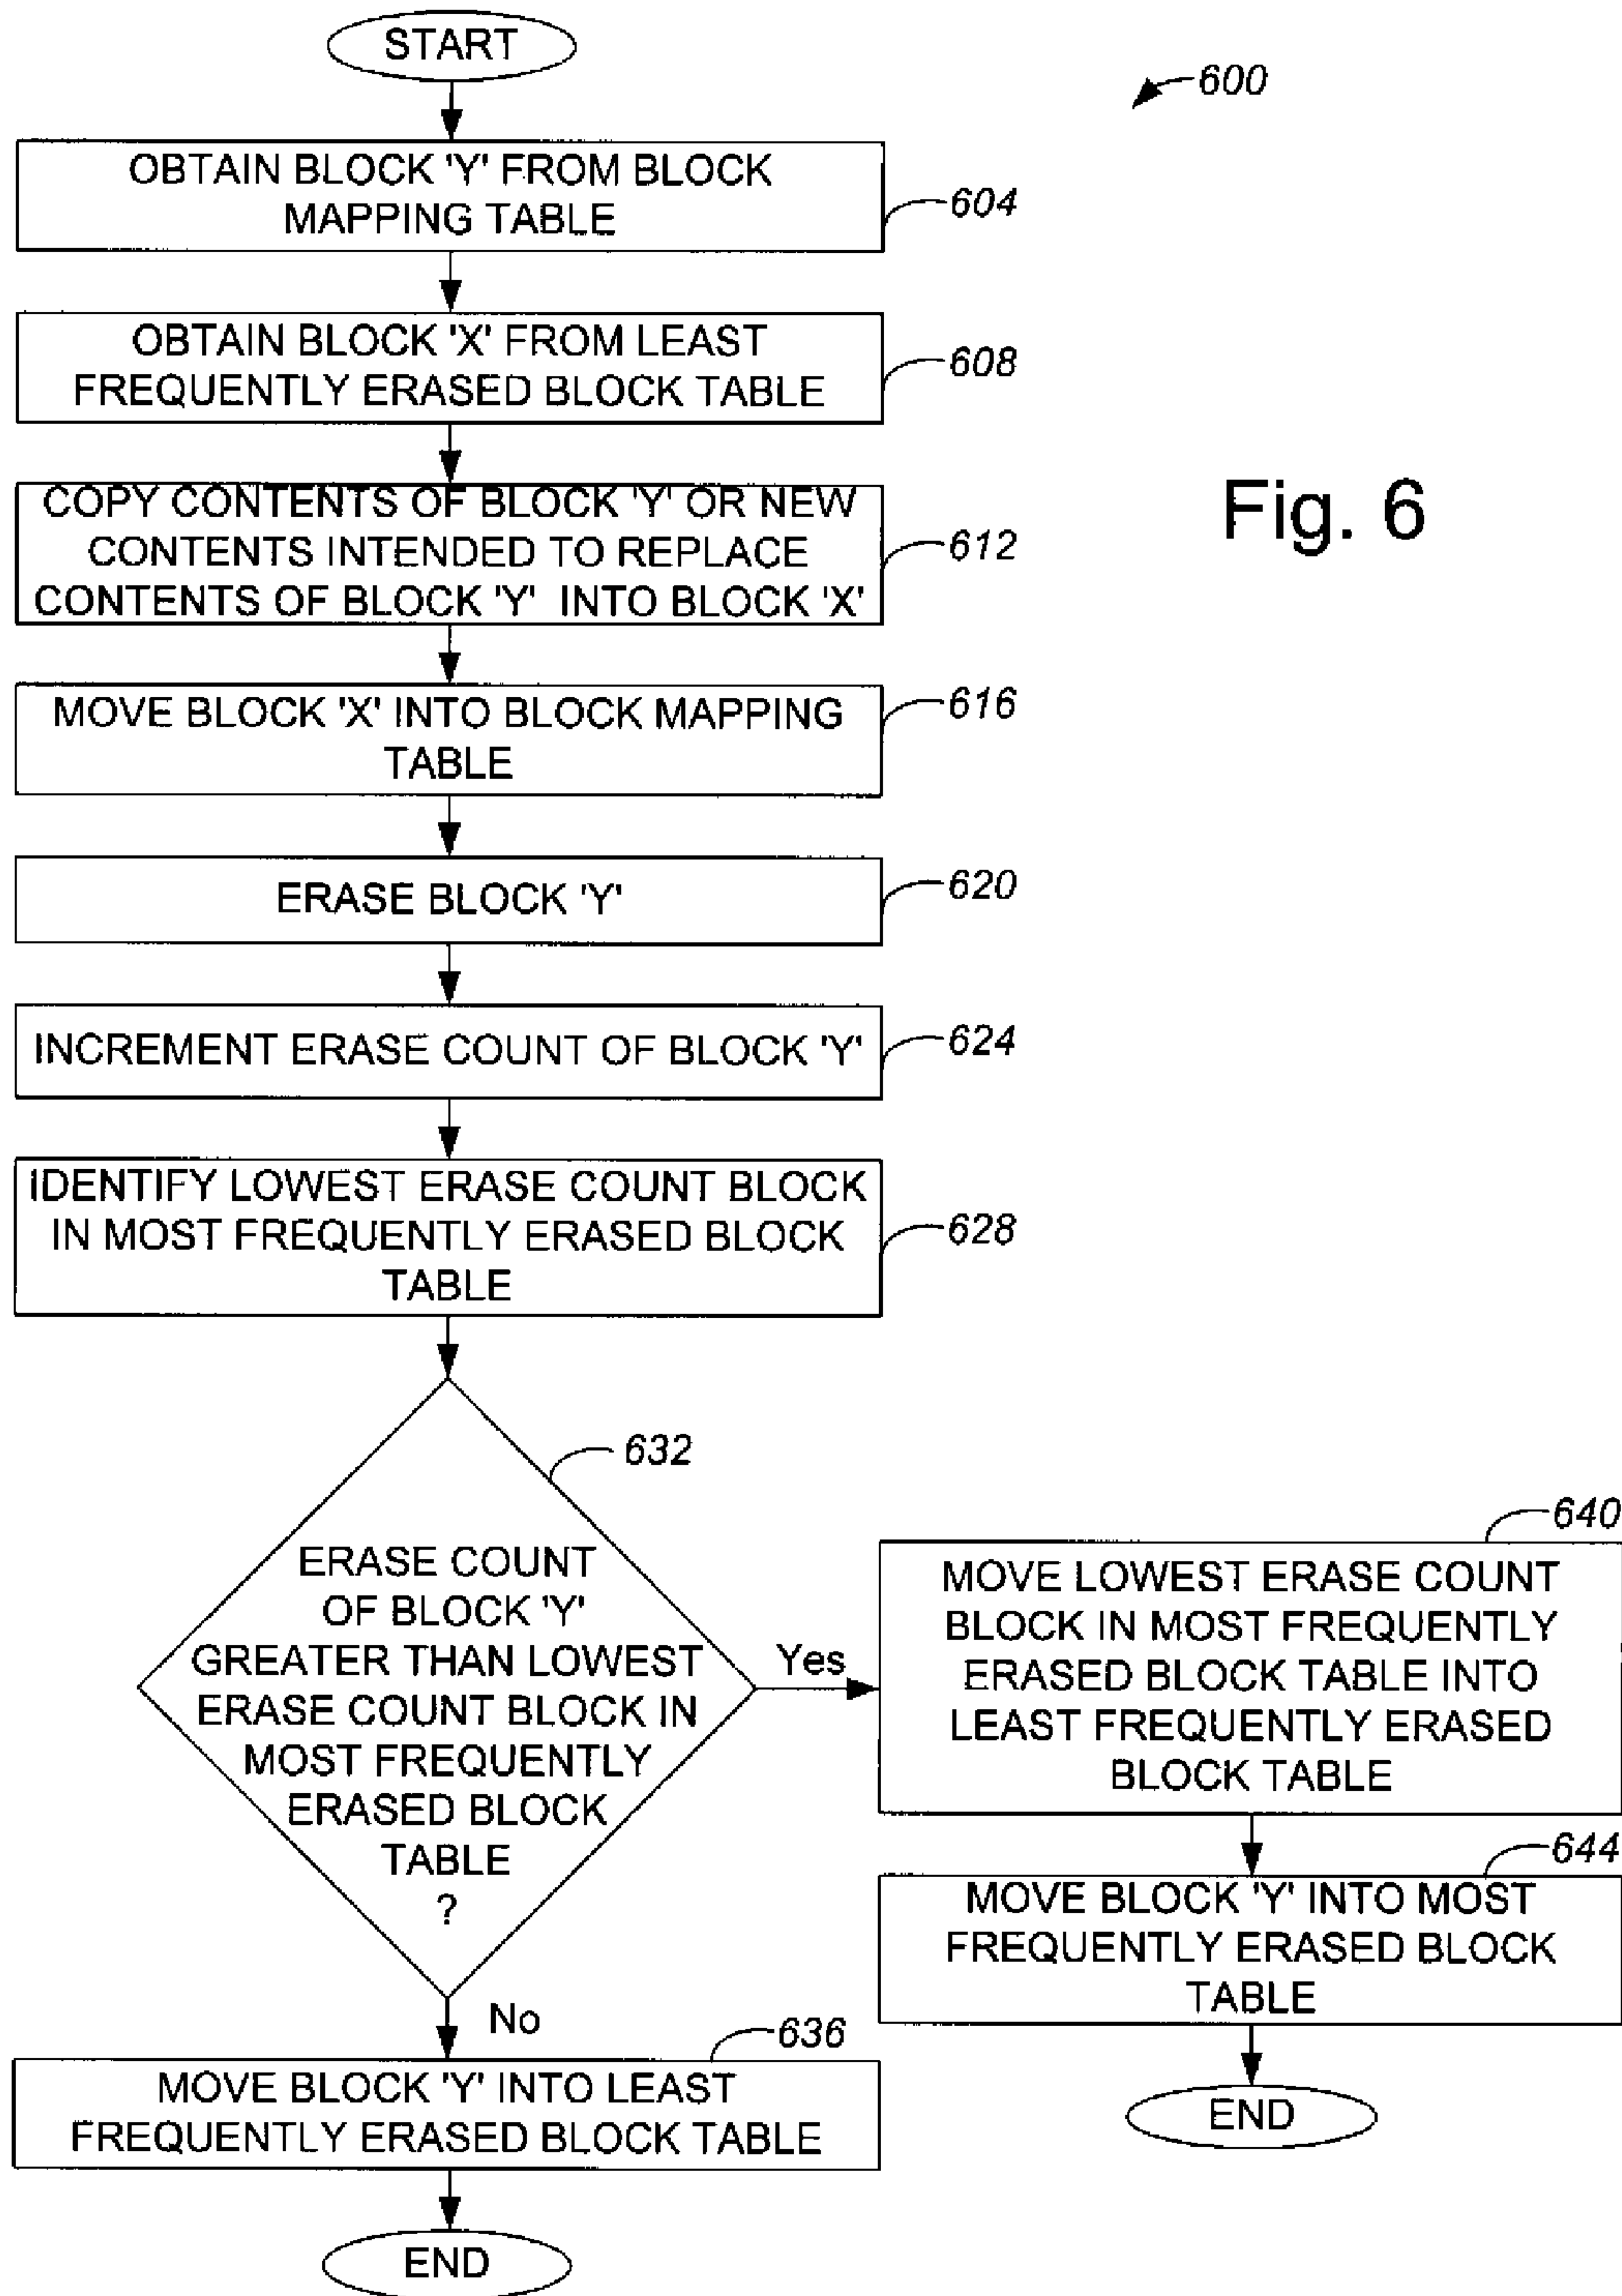 START
600
OBTAIN BLOCK 'Y' FROM BLOCK
MAPPING TABLE
604
OBTAIN BLOCK 'X' FROM LEAST
FREQUENTLY ERASED BLOCK TABLE
608
Fig. 6
COPY CONTENTS OF BLOCK 'Y' OR NEW
CONTENTS INTENDED TO REPLACE
CONTENTS OF BLOCK 'Y' INTO BLOCK 'X'
612
MOVE BLOCK 'X' INTO BLOCK MAPPING
TABLE
616
ERASE BLOCK 'Y'
620
INCREMENT ERASE COUNT OF BLOCK 'Y'
624
IDENTIFY LOWEST ERASE COUNT BLOCK
IN MOST FREQUENTLY ERASED BLOCK
TABLE
628
632
ERASE COUNT
OF BLOCK 'Y'
GREATER THAN LOWEST
ERASE COUNT BLOCK IN
MOST FREQUENTLY
ERASED BLOCK
TABLE
?
Yes
640
MOVE LOWEST ERASE COUNT
BLOCK IN MOST FREQUENTLY
ERASED BLOCK TABLE INTO
LEAST FREQUENTLY ERASED
BLOCK TABLE
644
MOVE BLOCK 'Y' INTO MOST
FREQUENTLY ERASED BLOCK
TABLE
END
No
636
MOVE BLOCK 'Y' INTO LEAST
FREQUENTLY ERASED BLOCK TABLE
END